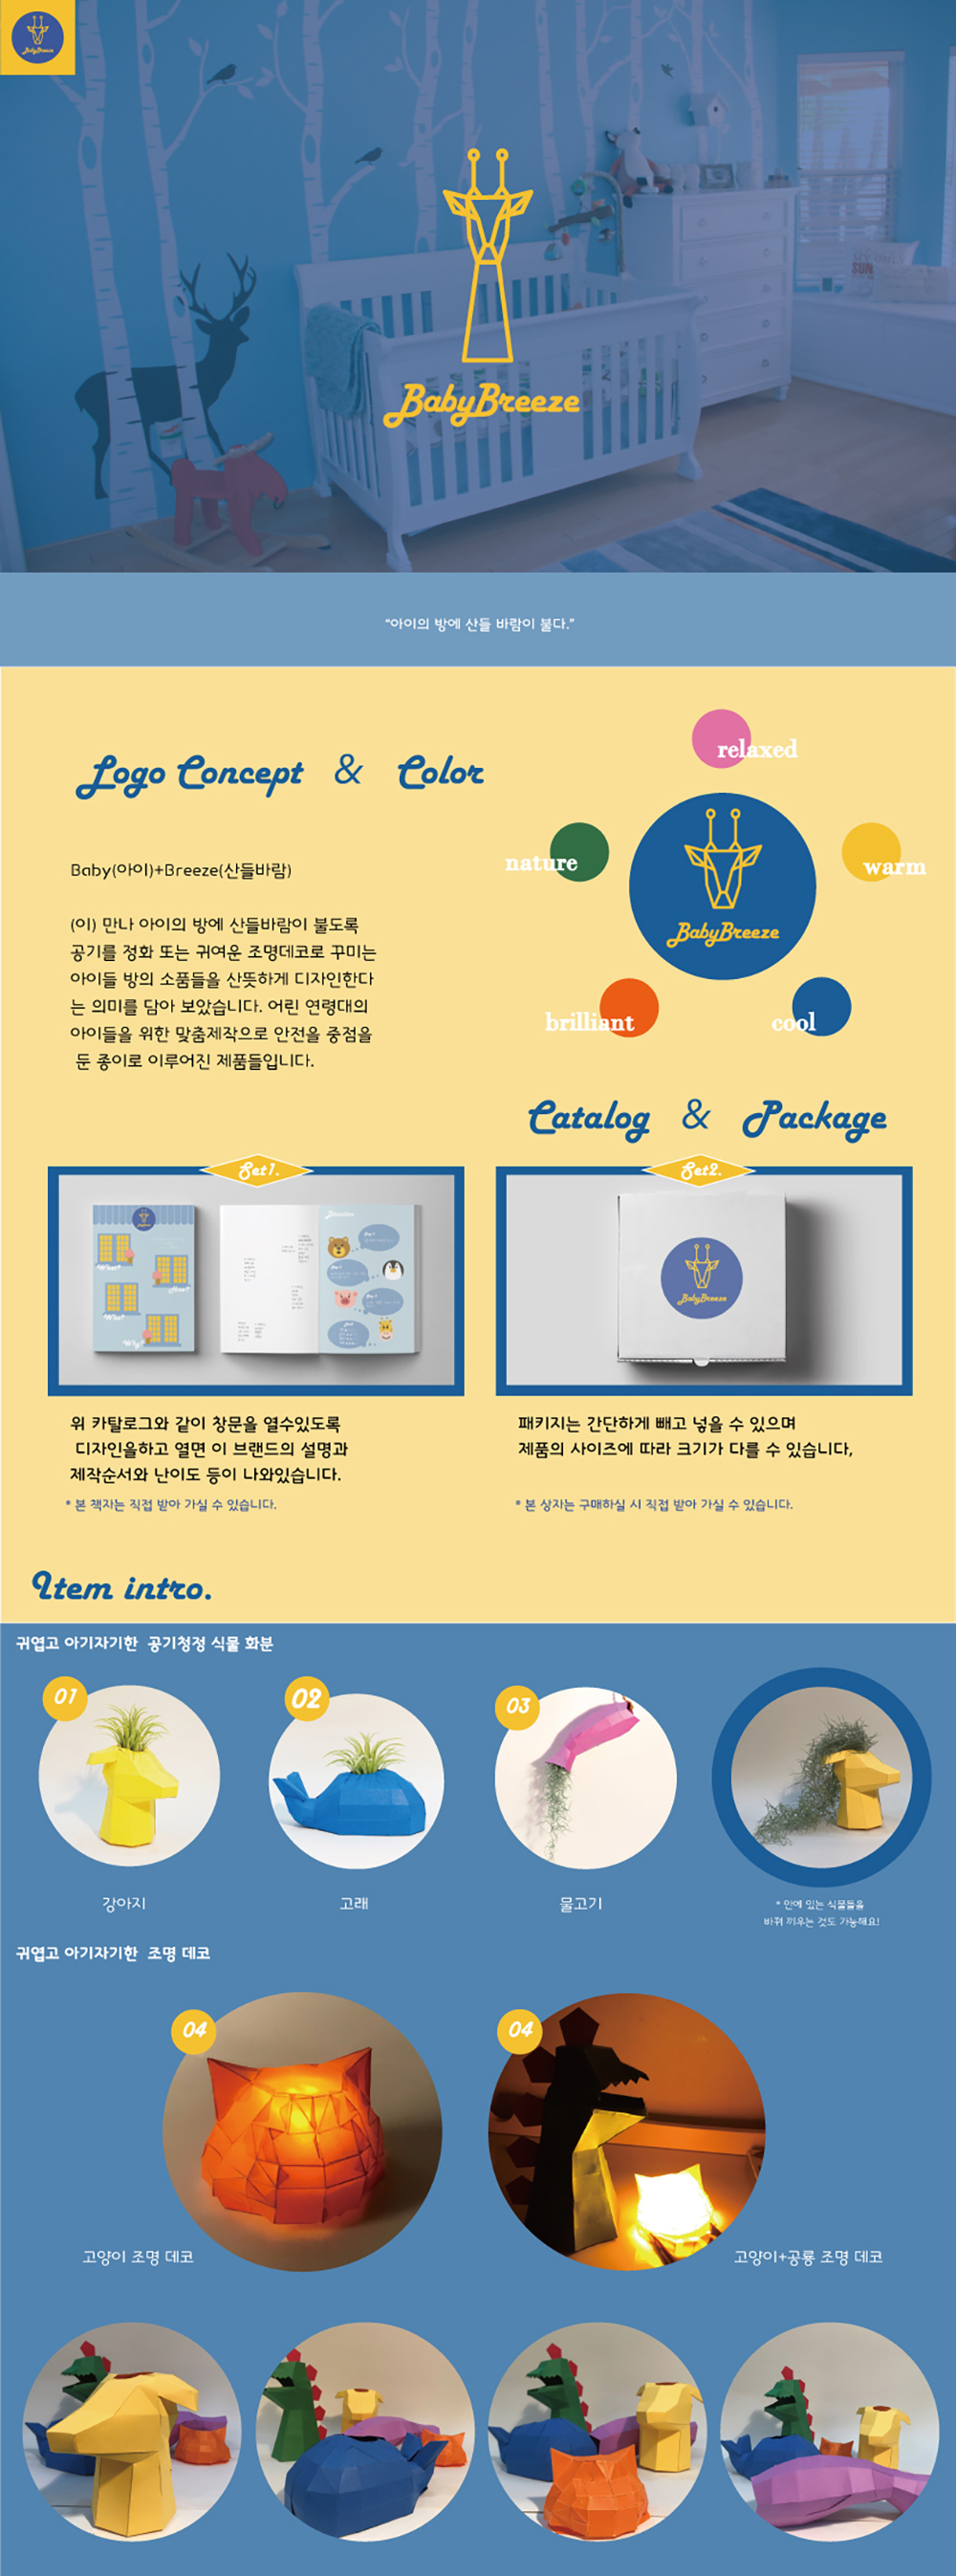 BabyBreeze
BabyBreeze
"아이의 방에 산들 바람이 불다."
Logo Concept & Color
relaxed
nature
warm
BabyBreeze
brilliant
cool
Baby(아이)+Breeze(산들바람)
(이) 만나 아이의 방에 산들바람이 불도록
공기를 정화 또는 귀여운 조명데코로 꾸미는
아이들 방의 소품들을 산뜻하게 디자인한다
는 의미를 담아 보았습니다. 어린 연령대의
아이들을 위한 맞춤제작으로 안전을 중점을
둔 종이로 이루어진 제품들입니다.
Catalog & Package
Set1.
Set2.
What?
How?
Who?
Why?
BabyBreeze
위 카탈로그와 같이 창문을 열수있도록
디자인을하고 열면 이 브랜드의 설명과
제작순서와 난이도 등이 나와있습니다.
* 본 책자는 직접 받아 가실 수 있습니다.
패키지는 간단하게 빼고 넣을 수 있으며
제품의 사이즈에 따라 크기가 다를 수 있습니다,
* 본 상자는 구매하실 시 직접 받아 가실 수 있습니다.
Item intro.
귀엽고 아기자기한 공기청정 식물 화분
01
02
03
강아지
고래
물고기
* 안에 있는 식물들을
바꿔 끼우는 것도 가능해요!
귀엽고 아기자기한 조명 데코
04
04
고양이 조명 데코
고양이+공룡 조명 데코